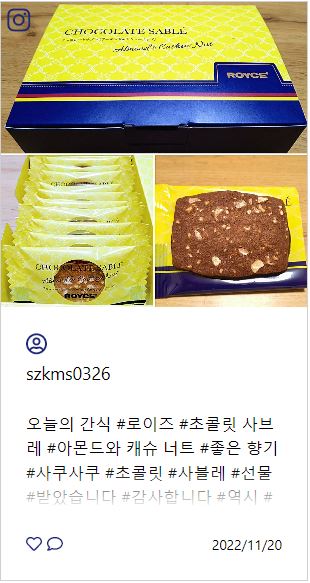 CHOCOLATE SABLÉ
Almond & Cashew Nut
ROYCE'
CHOCOLATE SABLÉ
ROYCE'
szkms0326
오늘의 간식 #로이즈 #초콜릿 사브
레 #아몬드와 캐슈 너트 #좋은 향기
#사쿠사쿠 #초콜릿 #사블레 #선물
#받았습니다 #감사합니다 #역시 #
2022/11/20